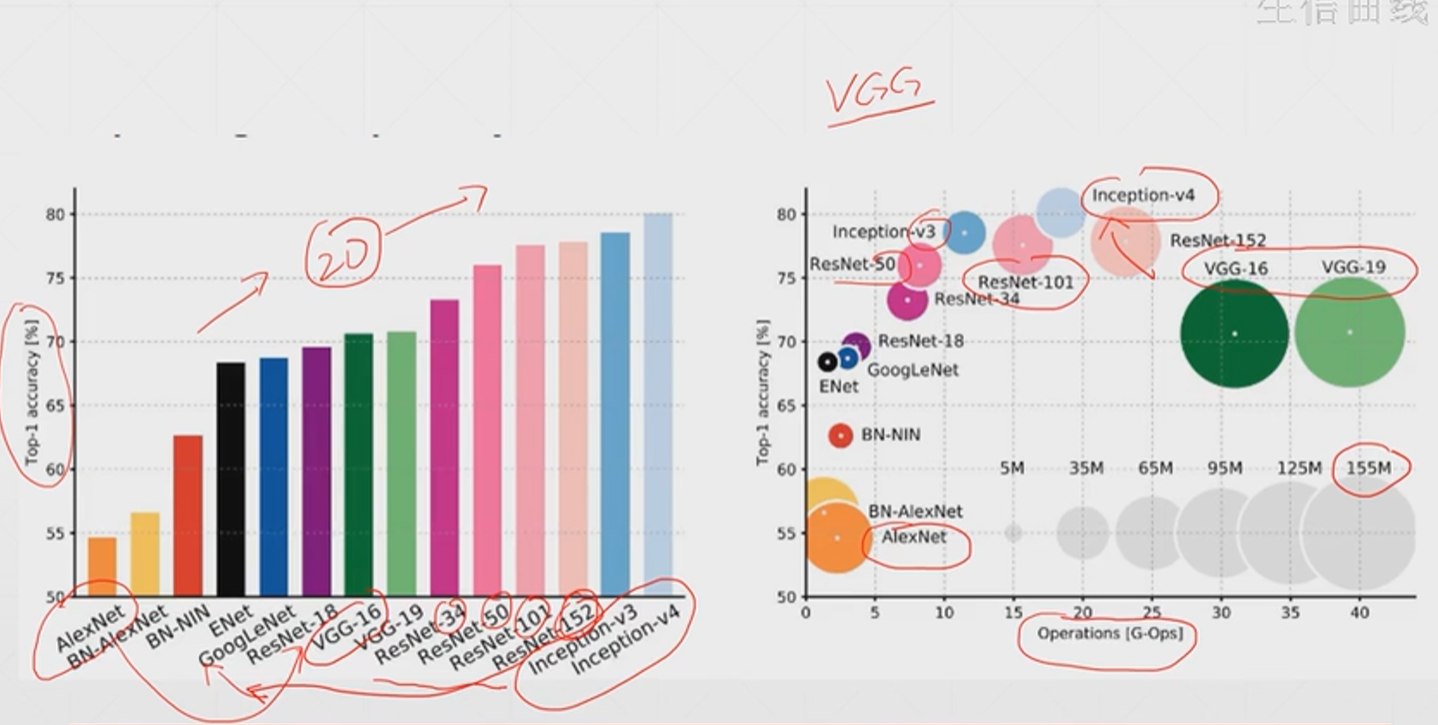 生信曲线
VGG
20
Top-1 accuracy [%]
80
75
70
65
60
55
50
AlexNet
BN-AlexNet
BN-NIN
ENet
GoogLeNet
ResNet-18
VGG-16
VGG-19
ResNet-34
ResNet-50
ResNet-101
ResNet-152
Inception-v3
Inception-v4
Top-1 accuracy [%]
80
75
70
65
60
55
50
Inception-v4
Inception-v3
ResNet-152
ResNet-50
VGG-16
VGG-19
ResNet-101
ResNet-34
ResNet-18
GoogLeNet
ENet
BN-NIN
5M 35M 65M 95M 125M 155M
BN-AlexNet
AlexNet
0 5 10 15 20 25 30 35 40
Operations [G-Ops]